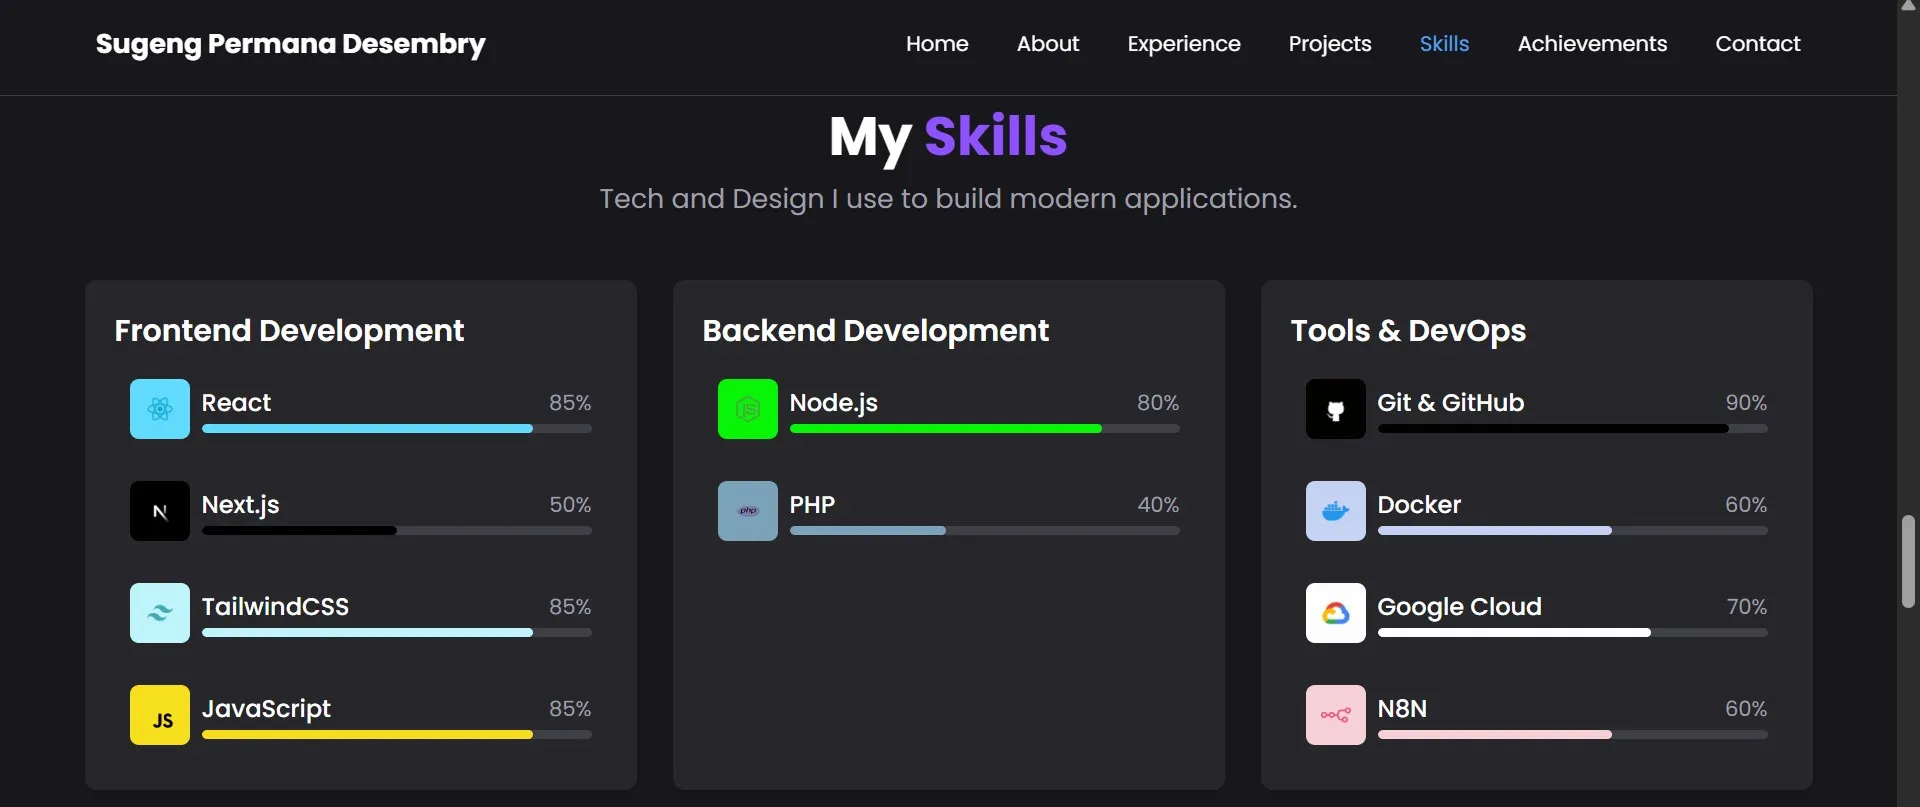 Sugeng Permana Desembry
Home About Experience Projects Skills Achievements Contact
My Skills
Tech and Design I use to build modern applications.
Frontend Development
React 85%
N
Next.js 50%
TailwindCSS 85%
JS
JavaScript 85%
Backend Development
JS
Node.js 80%
php
PHP 40%
Tools & DevOps
Git & GitHub 90%
Docker 60%
Google Cloud 70%
N8N 60%